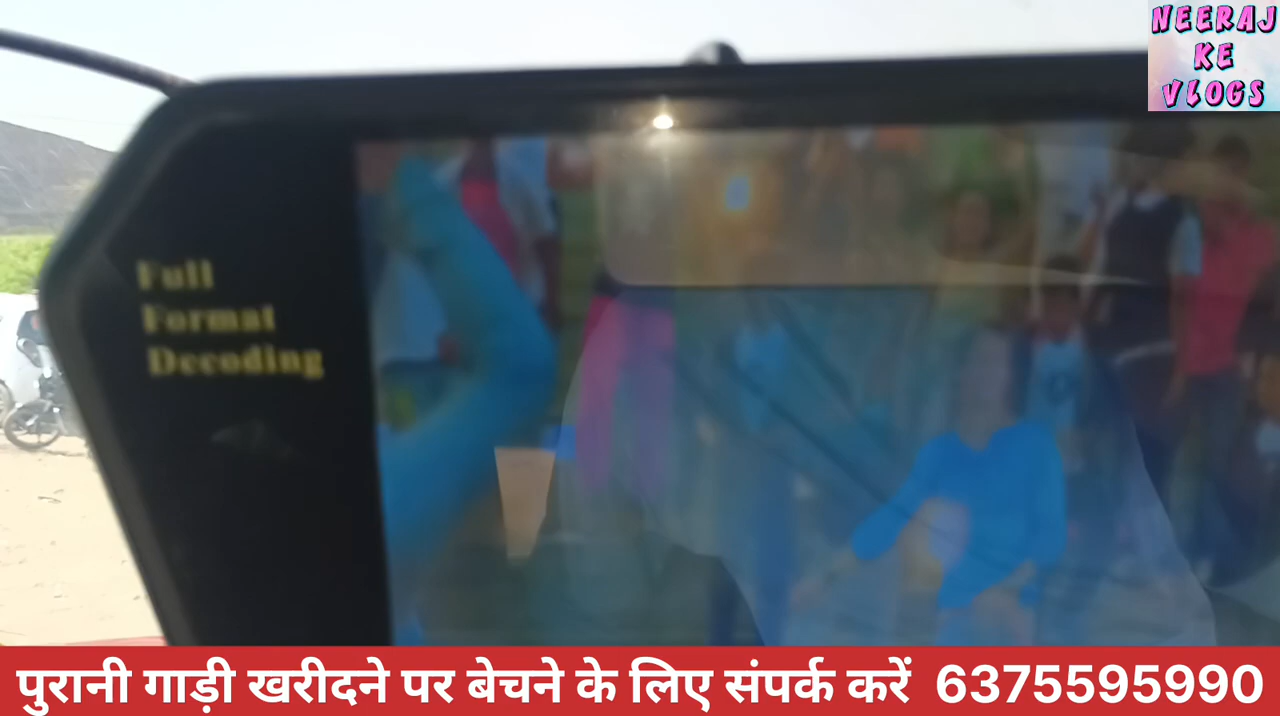 NEERAJ
KE
VLOGS
Full
Format
Decoding
पुरानी गाड़ी खरीदने पर बेचने के लिए संपर्क करें 6375595990